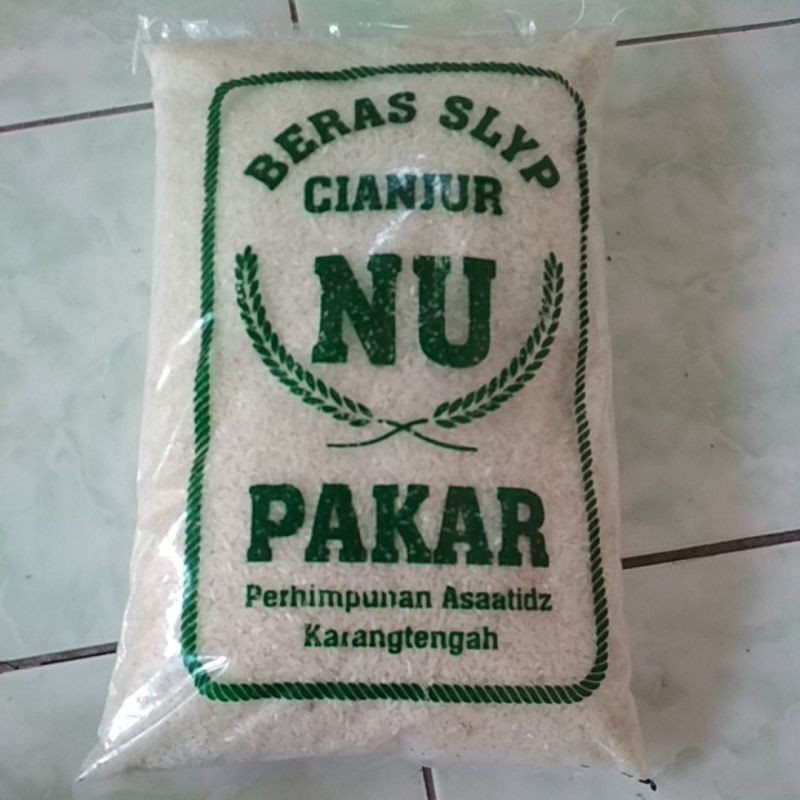 BERAS SLYP
CIANJUR
NU
PAKAR
Perhimpunan Asaatidz
Karangtengah